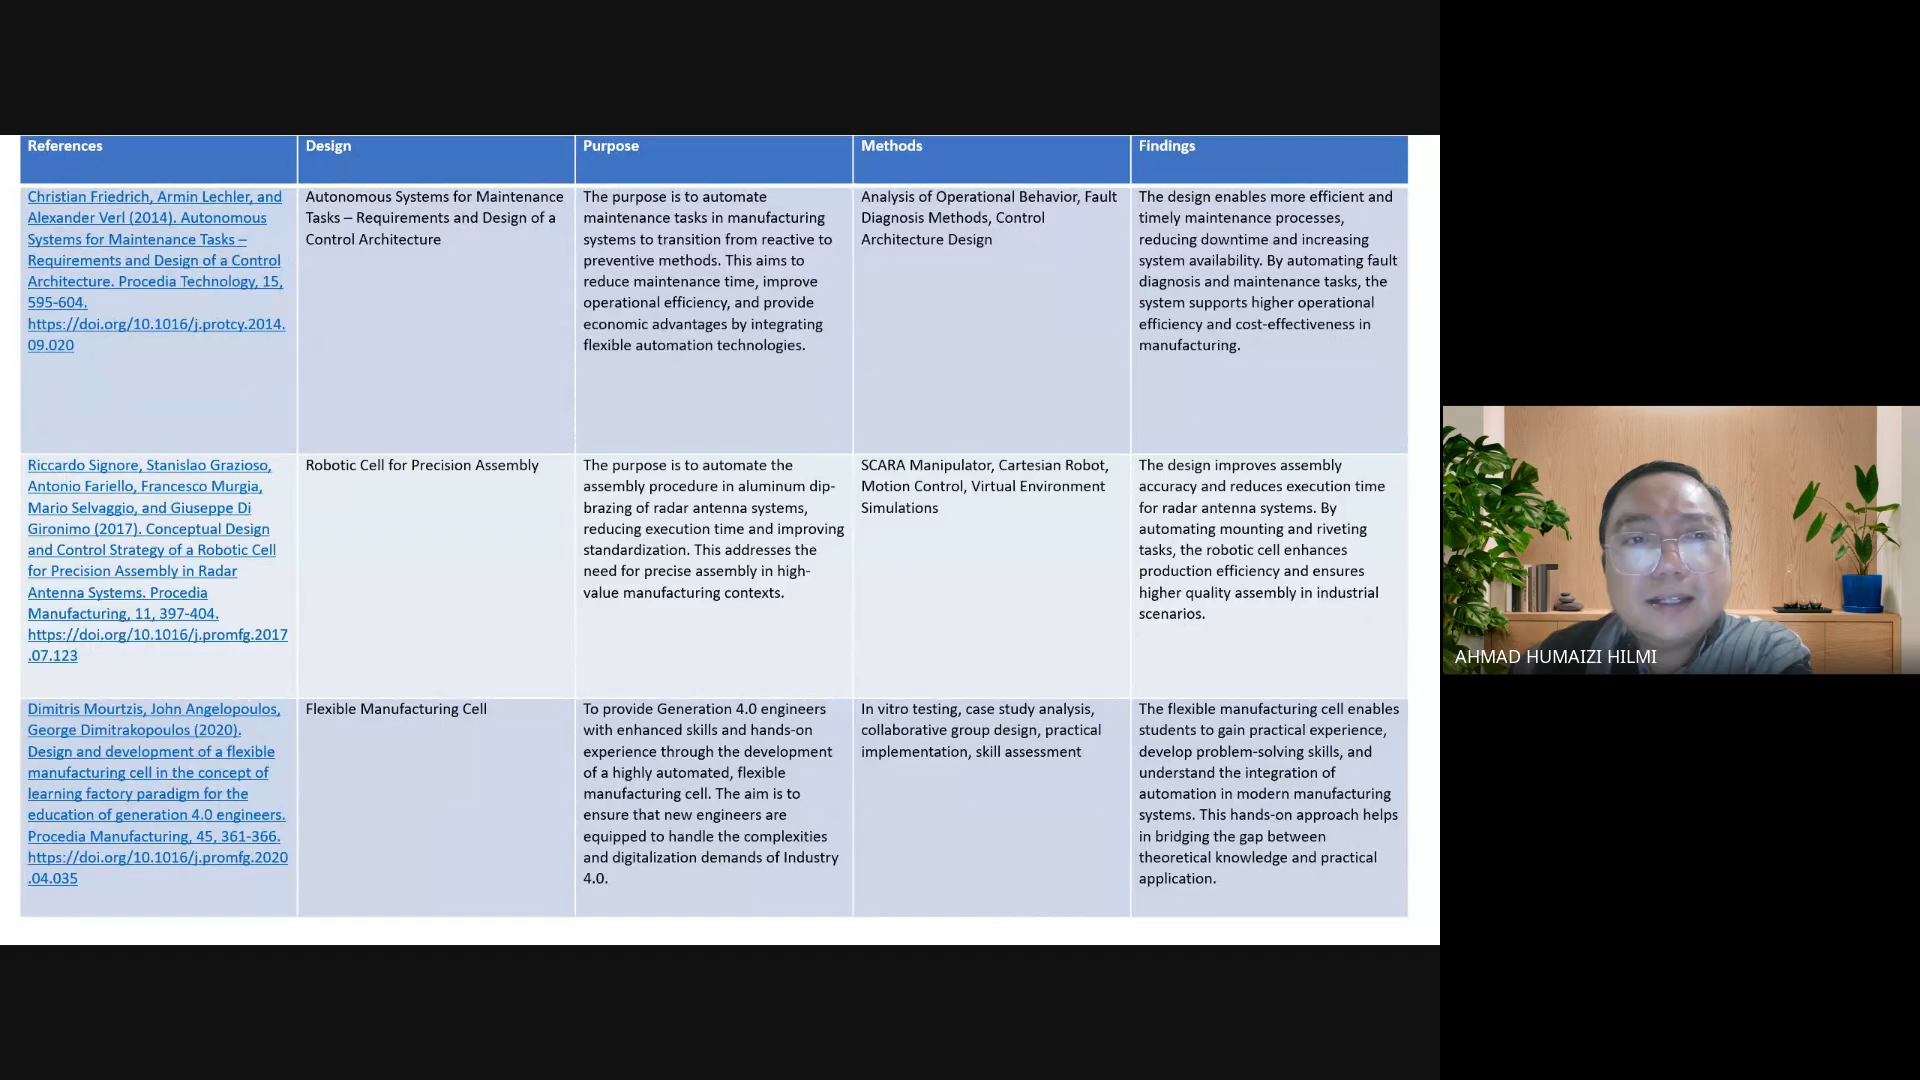 References
Design
Purpose
Methods
Findings
Christian Friedrich, Armin Lechler, and
Alexander Verl (2014). Autonomous
Systems for Maintenance Tasks –
Requirements and Design of a Control
Architecture. Procedia Technology, 15,
595-604.
https://doi.org/10.1016/j.protcy.2014.
09.020
Autonomous Systems for Maintenance
Tasks – Requirements and Design of a
Control Architecture
The purpose is to automate
maintenance tasks in manufacturing
systems to transition from reactive to
preventive methods. This aims to
reduce maintenance time, improve
operational efficiency, and provide
economic advantages by integrating
flexible automation technologies.
Analysis of Operational Behavior, Fault
Diagnosis Methods, Control
Architecture Design
The design enables more efficient and
timely maintenance processes,
reducing downtime and increasing
system availability. By automating fault
diagnosis and maintenance tasks, the
system supports higher operational
efficiency and cost-effectiveness in
manufacturing.
Riccardo Signore, Stanislao Grazioso,
Antonio Fariello, Francesco Murgia,
Mario Selvaggio, and Giuseppe Di
Gironimo (2017). Conceptual Design
and Control Strategy of a Robotic Cell
for Precision Assembly in Radar
Antenna Systems. Procedia
Manufacturing, 11, 397-404.
https://doi.org/10.1016/j.promfg.2017
.07.123
Robotic Cell for Precision Assembly
The purpose is to automate the
assembly procedure in aluminum dip-
brazing of radar antenna systems,
reducing execution time and improving
standardization. This addresses the
need for precise assembly in high-
value manufacturing contexts.
SCARA Manipulator, Cartesian Robot,
Motion Control, Virtual Environment
Simulations
The design improves assembly
accuracy and reduces execution time
for radar antenna systems. By
automating mounting and riveting
tasks, the robotic cell enhances
production efficiency and ensures
higher quality assembly in industrial
scenarios.
Dimitris Mourtzis, John Angelopoulos,
George Dimitrakopoulos (2020).
Design and development of a flexible
manufacturing cell in the concept of
learning factory paradigm for the
education of generation 4.0 engineers.
Procedia Manufacturing, 45, 361-366.
https://doi.org/10.1016/j.promfg.2020
.04.035
Flexible Manufacturing Cell
To provide Generation 4.0 engineers
with enhanced skills and hands-on
experience through the development
of a highly automated, flexible
manufacturing cell. The aim is to
ensure that new engineers are
equipped to handle the complexities
and digitalization demands of Industry
4.0.
In vitro testing, case study analysis,
collaborative group design, practical
implementation, skill assessment
The flexible manufacturing cell enables
students to gain practical experience,
develop problem-solving skills, and
understand the integration of
automation in modern manufacturing
systems. This hands-on approach helps
in bridging the gap between
theoretical knowledge and practical
application.
AHMAD HUMAIZI HILMI